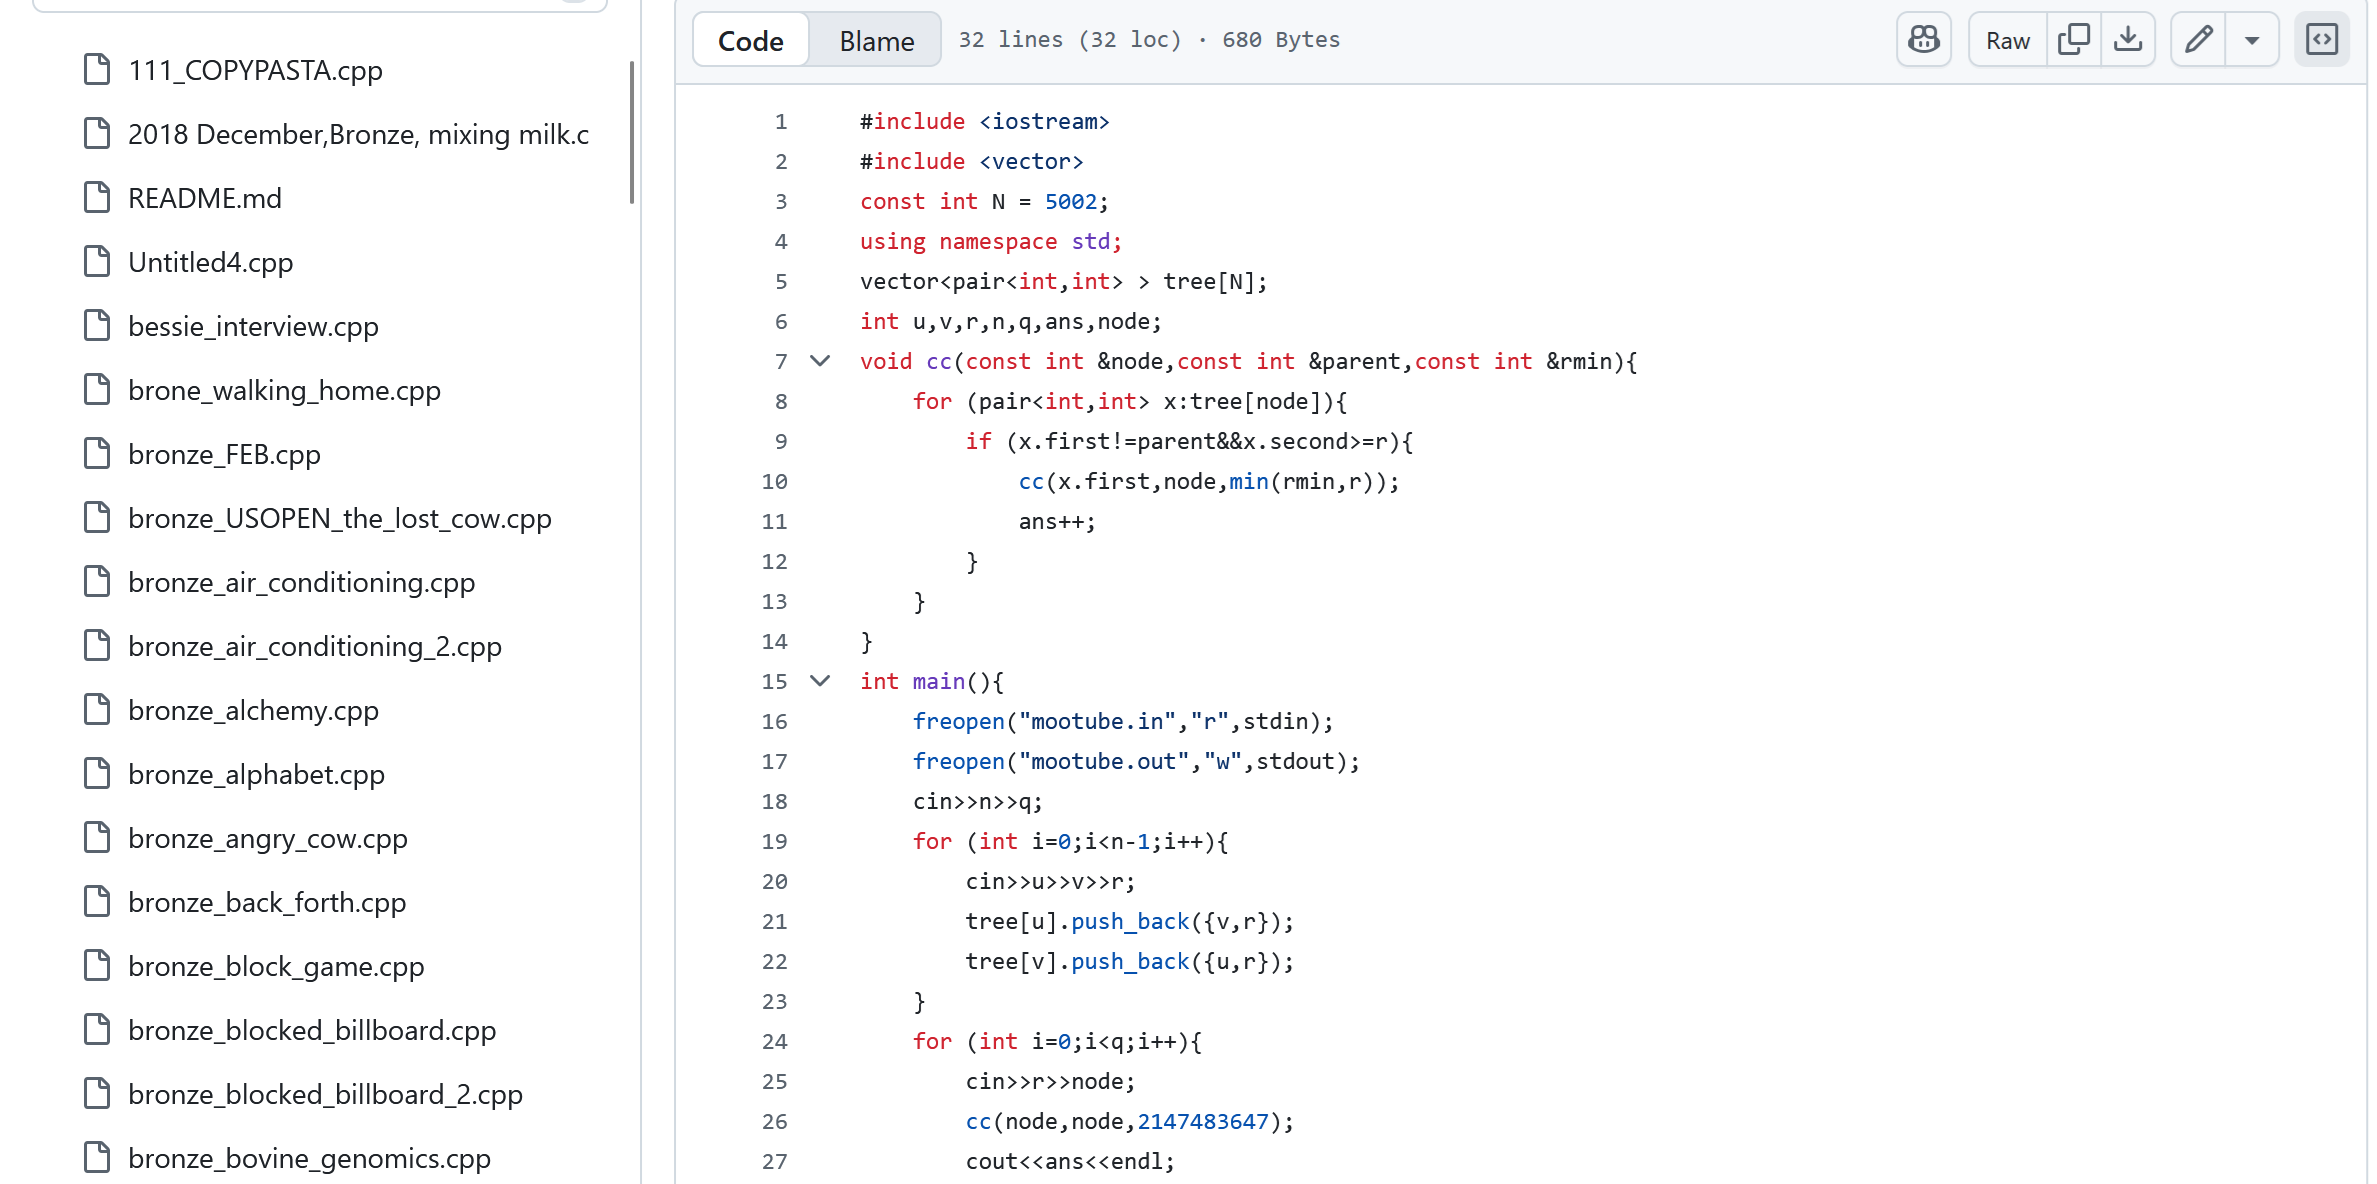 111_COPYPASTA.cpp
2018 December,Bronze, mixing milk.c
README.md
Untitled4.cpp
bessie_interview.cpp
brone_walking_home.cpp
bronze_FEB.cpp
bronze_USOPEN_the_lost_cow.cpp
bronze_air_conditioning.cpp
bronze_air_conditioning_2.cpp
bronze_alchemy.cpp
bronze_alphabet.cpp
bronze_angry_cow.cpp
bronze_back_forth.cpp
bronze_block_game.cpp
bronze_blocked_billboard.cpp
bronze_blocked_billboard_2.cpp
bronze_bovine_genomics.cpp
Code Blame 32 lines (32 loc) · 680 Bytes Raw
1 #include <iostream>
2 #include <vector>
3 const int N = 5002;
4 using namespace std;
5 vector<pair<int,int> > tree[N];
6 int u,v,r,n,q,ans,node;
7 void cc(const int &node,const int &parent,const int &rmin){
8     for (pair<int,int> x:tree[node]){
9         if (x.first!=parent&&x.second>=r){
10             cc(x.first,node,min(rmin,r));
11             ans++;
12         }
13     }
14 }
15 int main(){
16     freopen("mootube.in","r",stdin);
17     freopen("mootube.out","w",stdout);
18     cin>>n>>q;
19     for (int i=0;i<n-1;i++){
20         cin>>u>>v>>r;
21         tree[u].push_back({v,r});
22         tree[v].push_back({u,r});
23     }
24     for (int i=0;i<q;i++){
25         cin>>r>>node;
26         cc(node,node,2147483647);
27         cout<<ans<<endl;